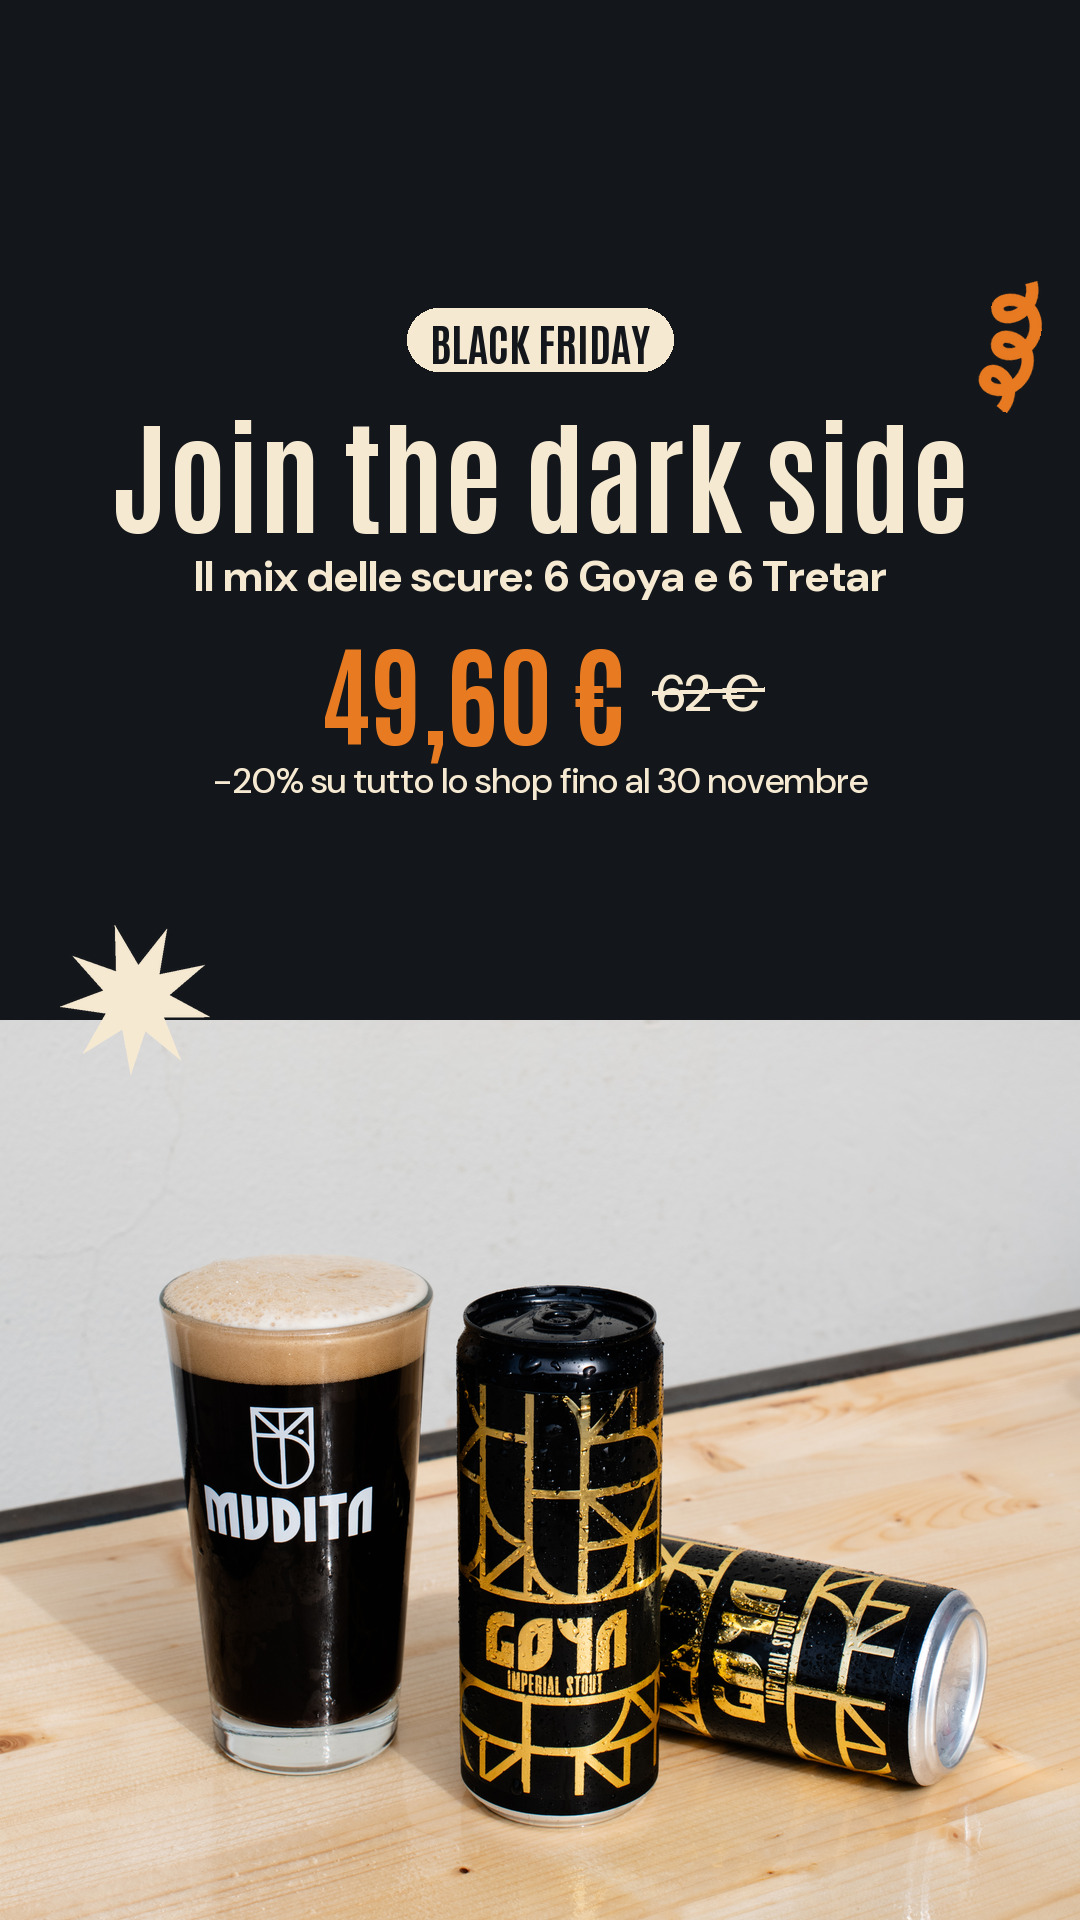 BLACK FRIDAY
Join the dark side
Il mix delle scure: 6 Goya e 6 Tretar
49,60 € 62 €
−20% su tutto lo shop fino al 30 novembre
MUDITA
GOYA
IMPERIAL STOUT
GOYA
IMPERIAL STOUT